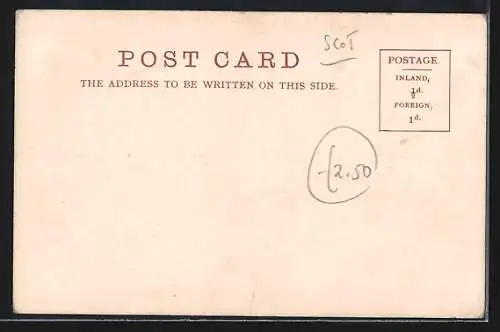 POST CARD
THE ADDRESS TO BE WRITTEN ON THIS SIDE.
SCOT
POSTAGE.
INLAND,
½d.
FOREIGN,
1d.
£2.50